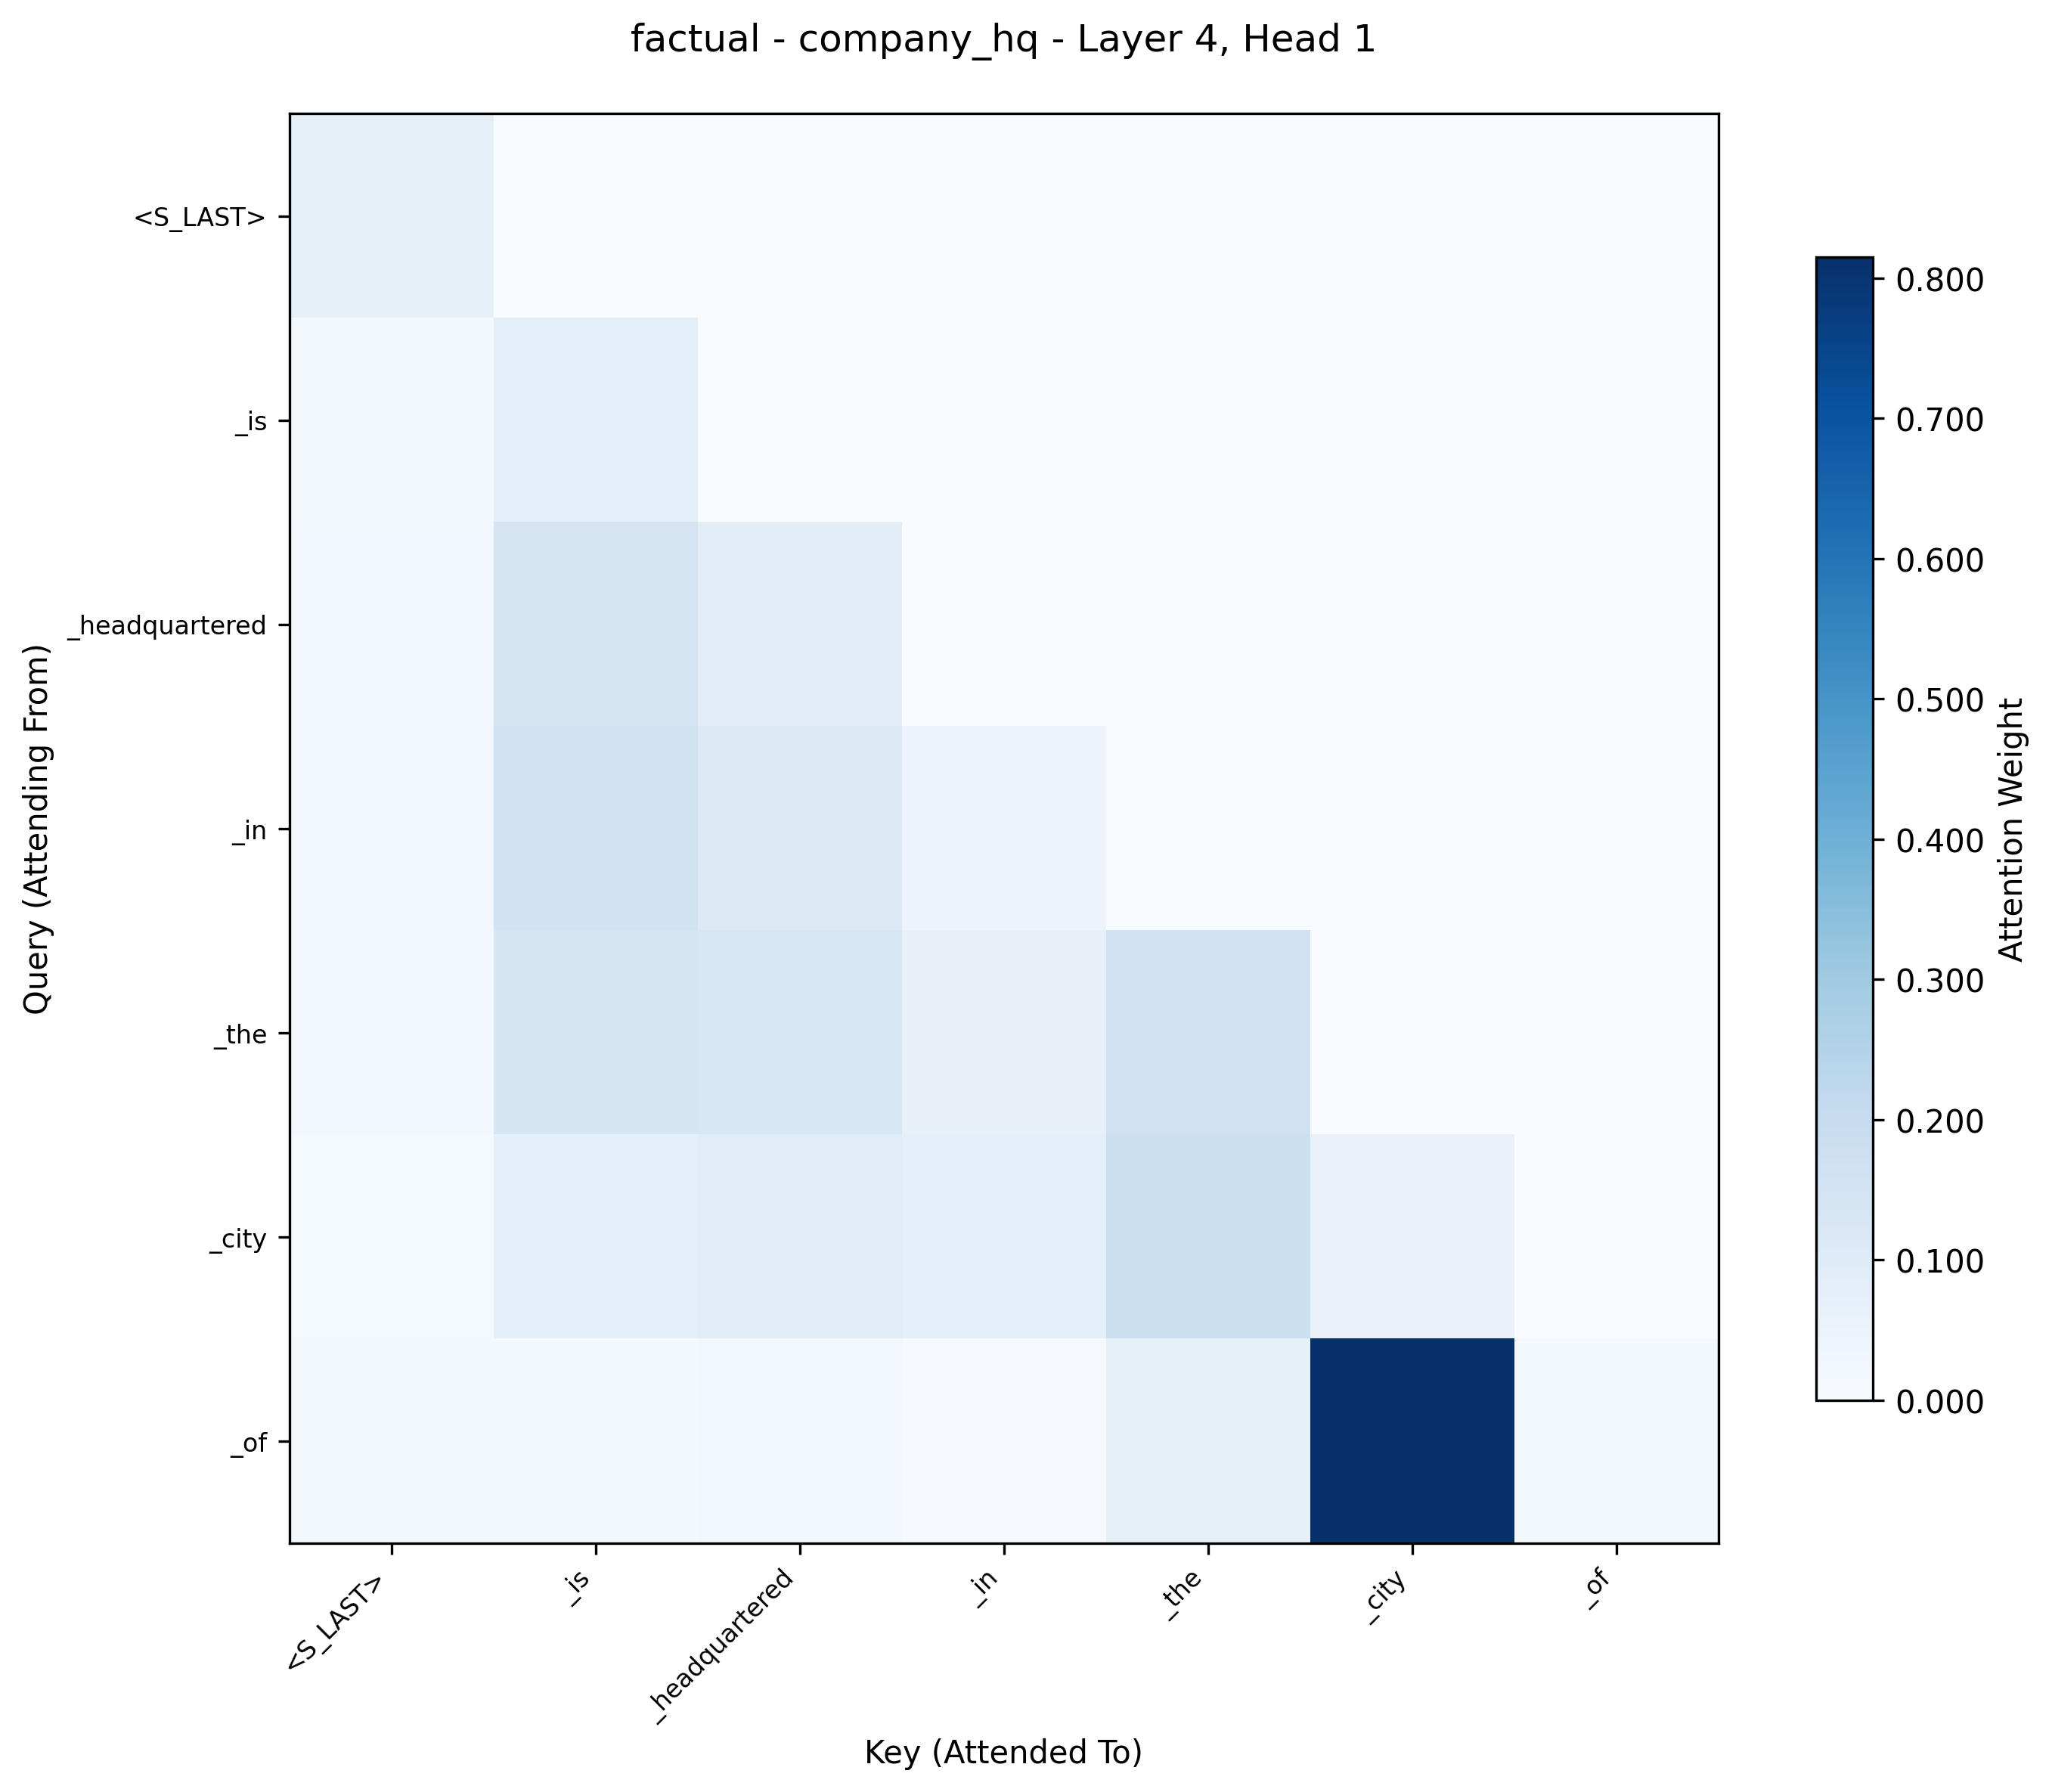 factual - company_hq - Layer 4, Head 1
Query (Attending From)
<S_LAST>
_is
_headquartered
_in
_the
_city
_of
<S_LAST>
_is
_headquartered
_in
_the
_city
_of
Key (Attended To)
0.800
0.700
0.600
0.500
0.400
0.300
0.200
0.100
0.000
Attention Weight